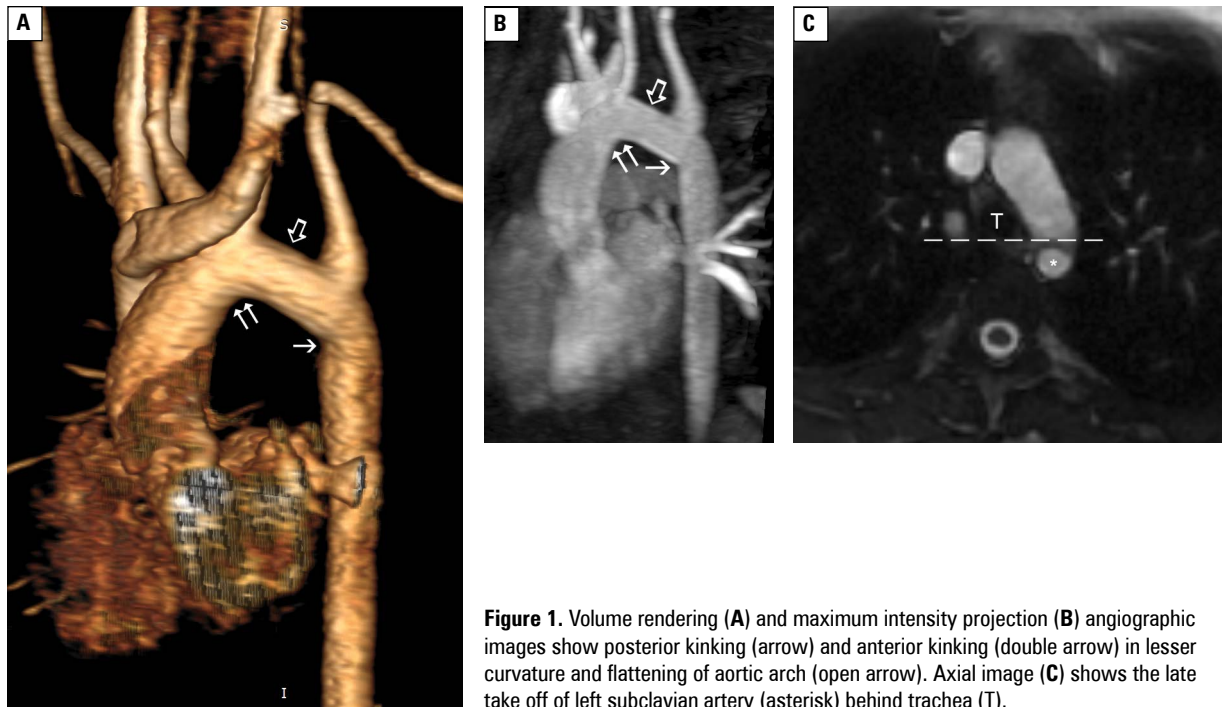 A
S
I
B
C
T
*
Figure 1. Volume rendering (A) and maximum intensity projection (B) angiographic
images show posterior kinking (arrow) and anterior kinking (double arrow) in lesser
curvature and flattening of aortic arch (open arrow). Axial image (C) shows the late
take off of left subclavian artery (asterisk) behind trachea (T).